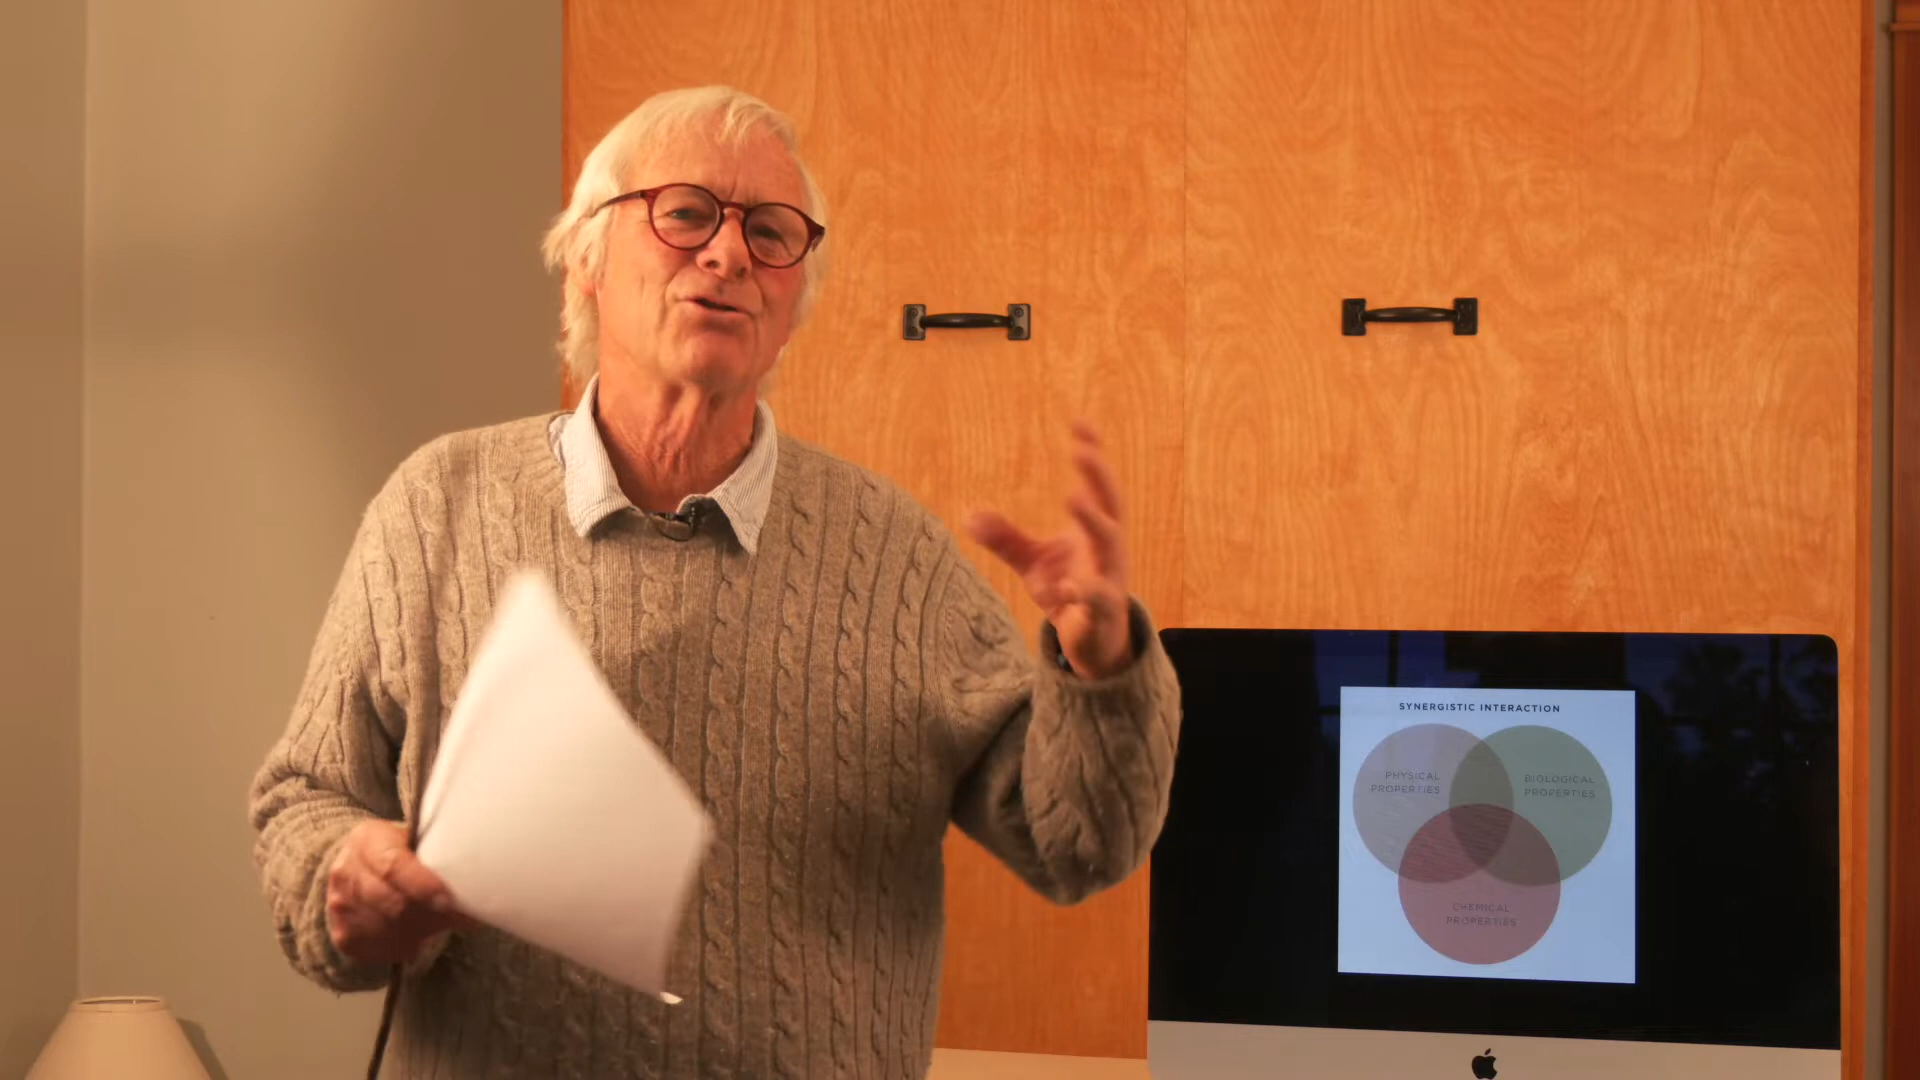 SYNERGISTIC INTERACTION
PHYSICAL
PROPERTIES
BIOLOGICAL
PROPERTIES
CHEMICAL
PROPERTIES